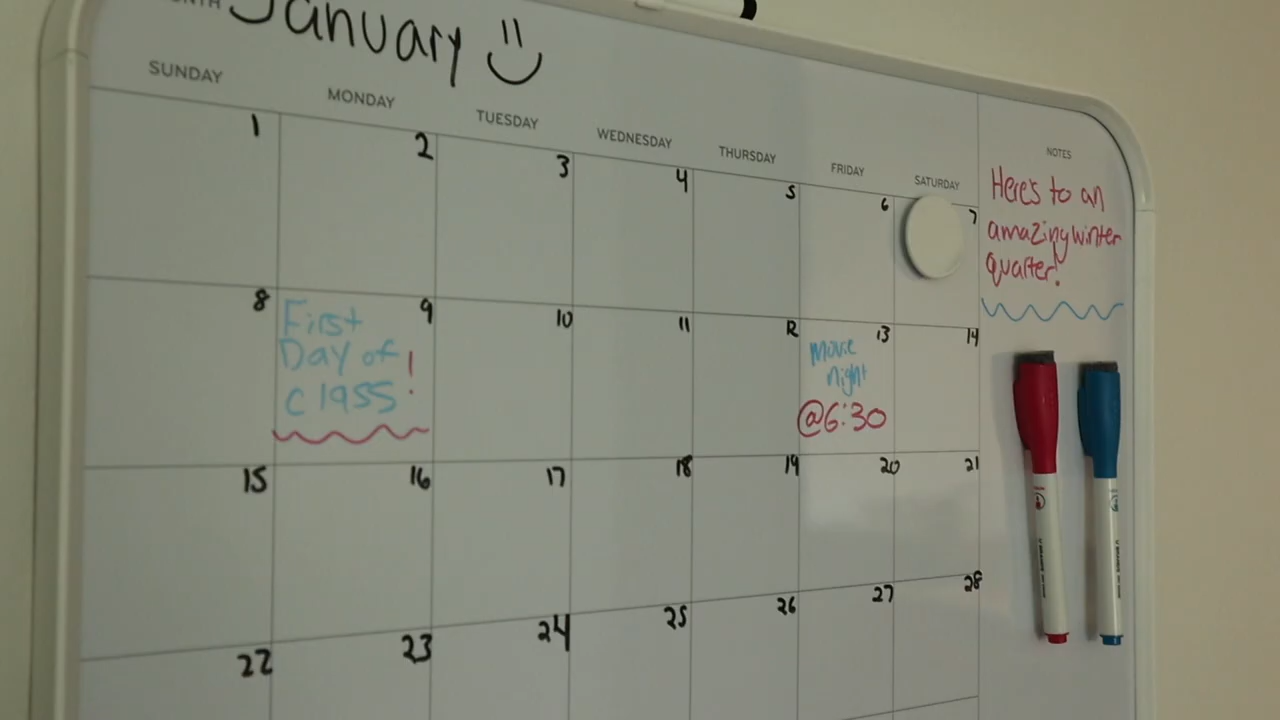 January
SUNDAY MONDAY TUESDAY WEDNESDAY THURSDAY FRIDAY SATURDAY NOTES
1 2 3 4 5 6 7
Here's to an
amazing winter
quarter!
8 9 10 11 12 13 14
First
Day of
class!
Movie
night
@6:30
15 16 17 18 19 20 21
22 23 24 25 26 27 28